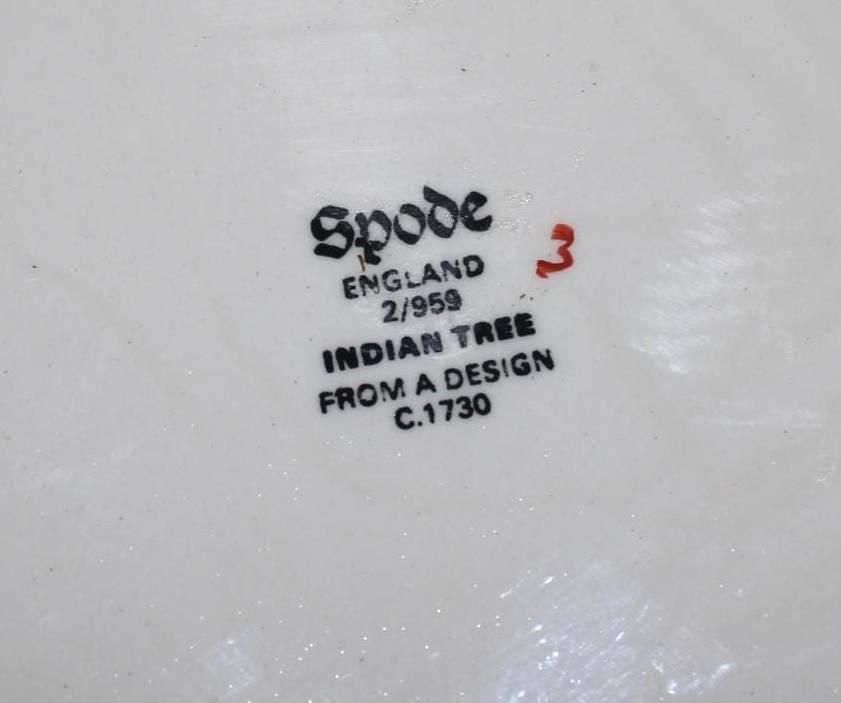 Spode
3
ENGLAND
2/959
INDIAN TREE
FROM A DESIGN
C.1730